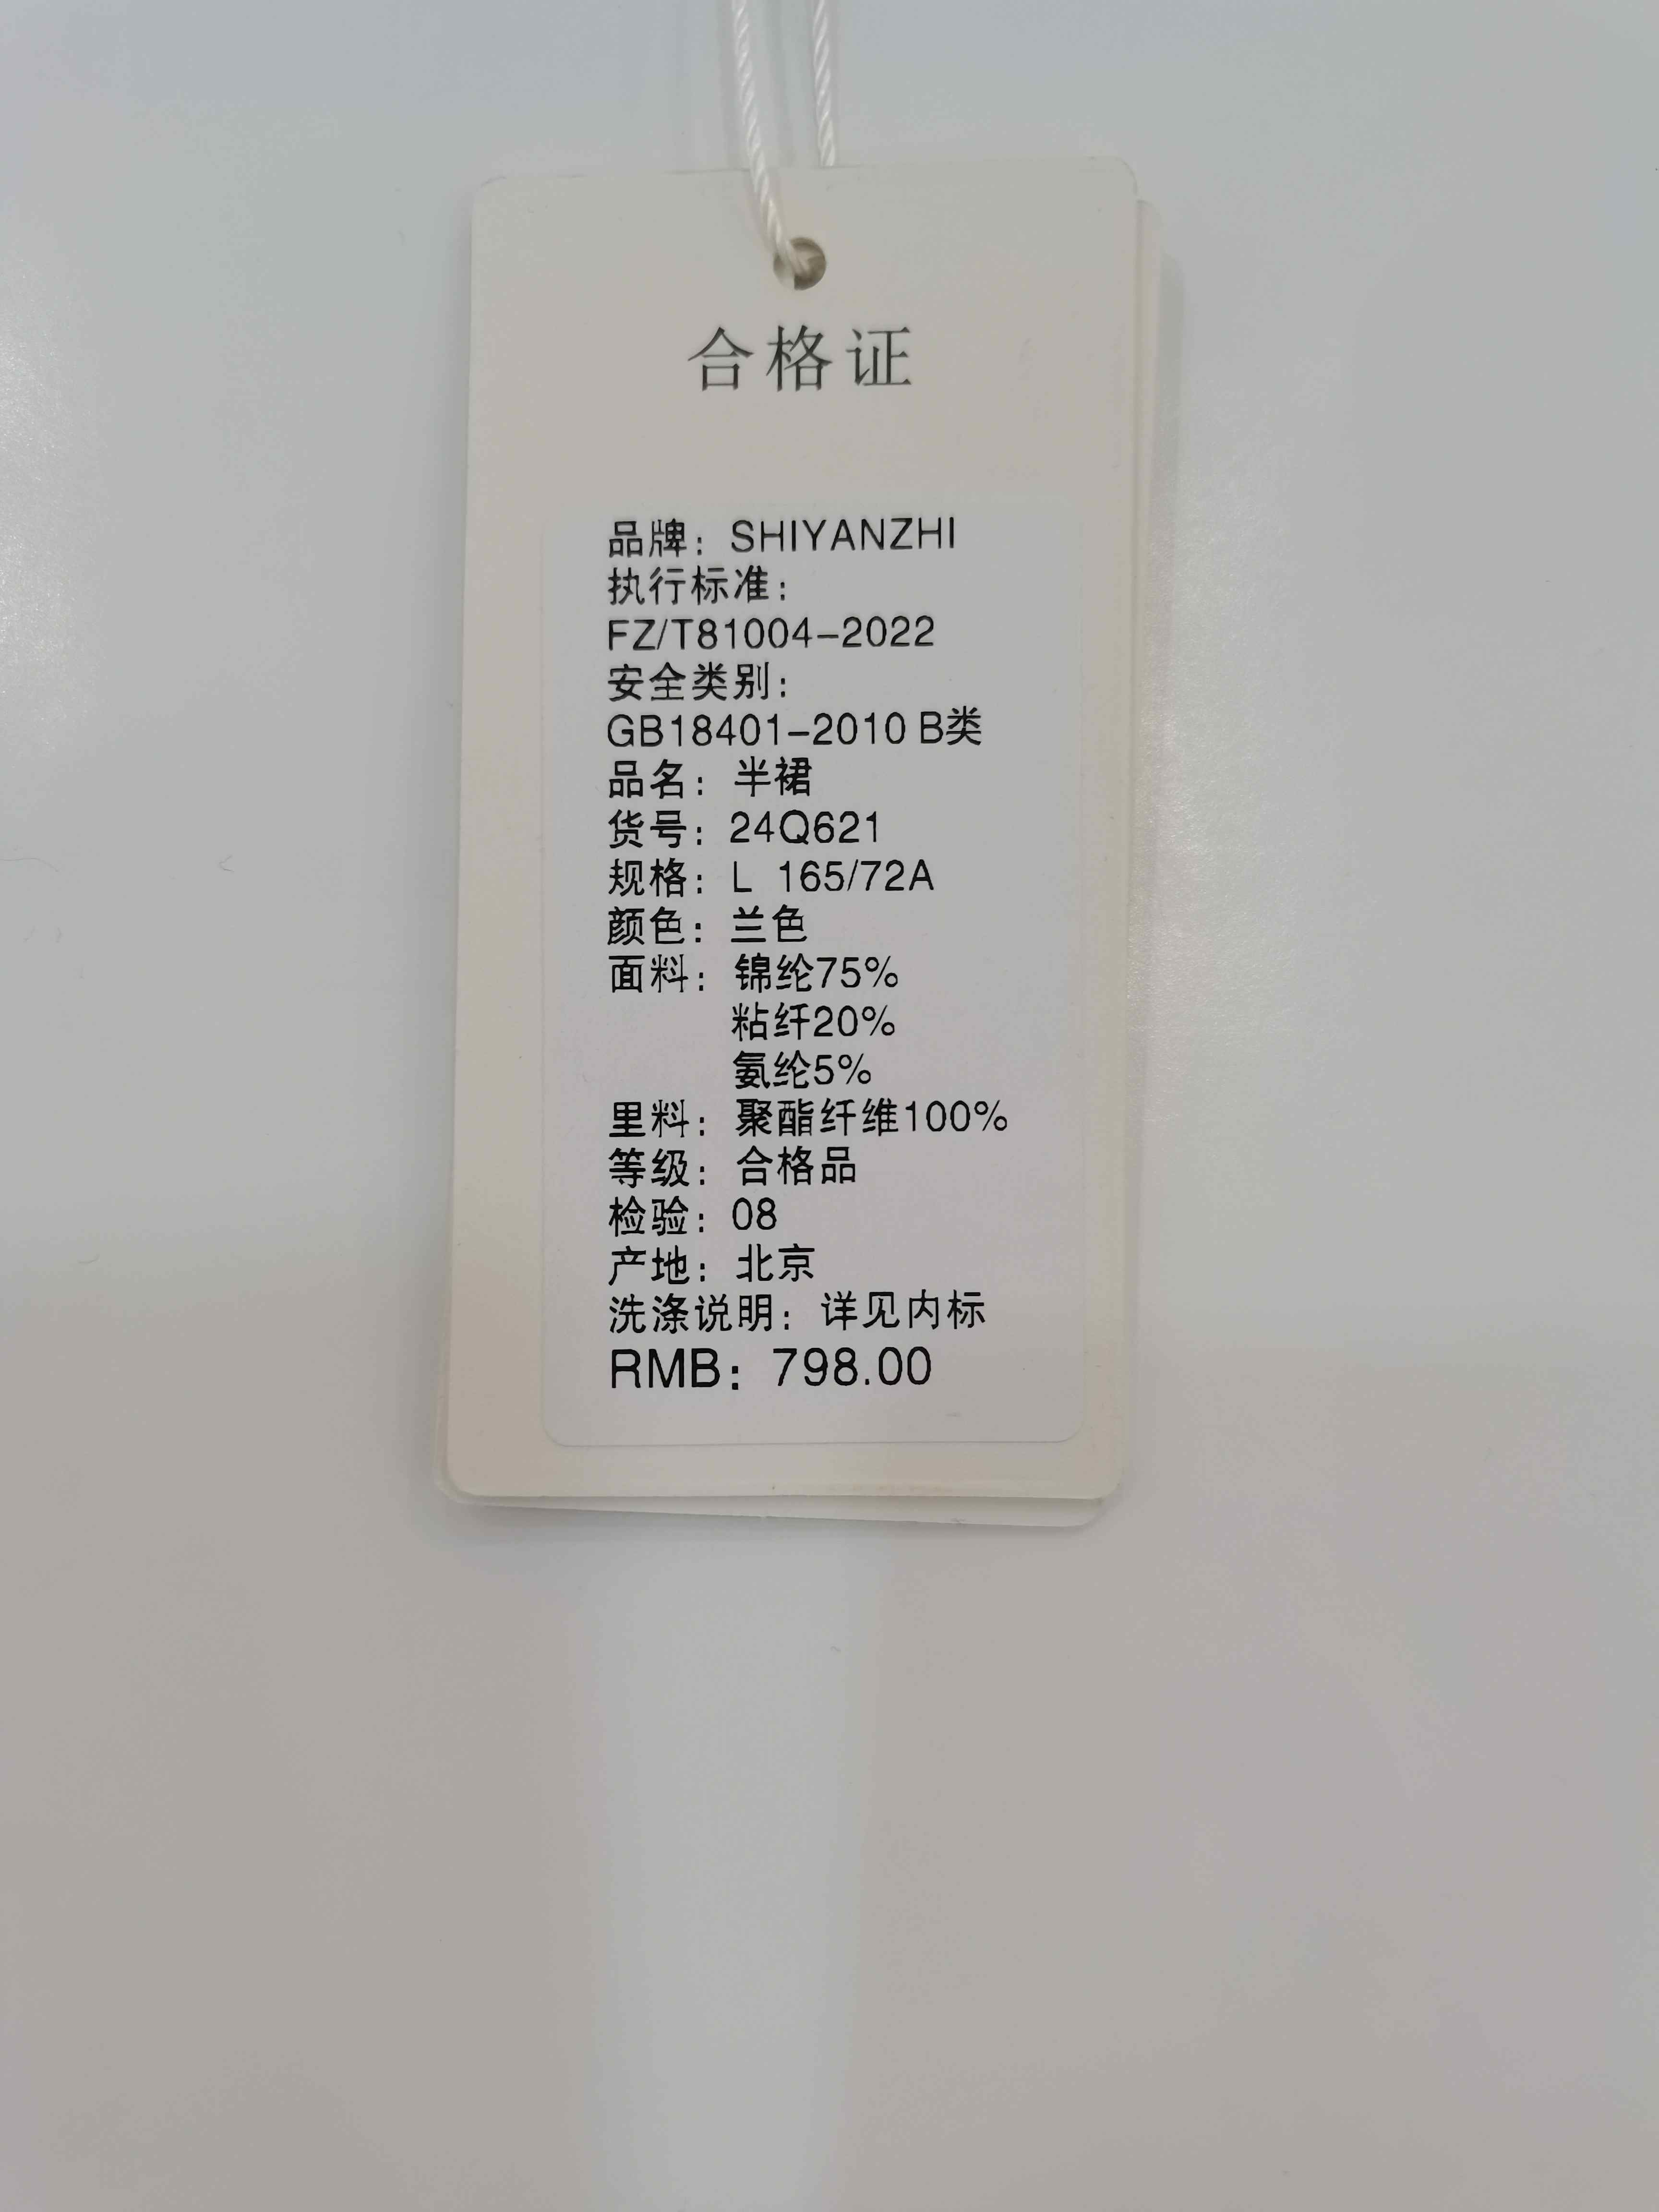 合格证
品牌：SHIYANZHI
执行标准：
FZ/T81004-2022
安全类别：
GB18401-2010 B类
品名：半裙
货号：24Q621
规格：L 165/72A
颜色：兰色
面料：锦纶75%
粘纤20%
氨纶5%
里料：聚酯纤维100%
等级：合格品
检验：08
产地：北京
洗涤说明：详见内标
RMB：798.00